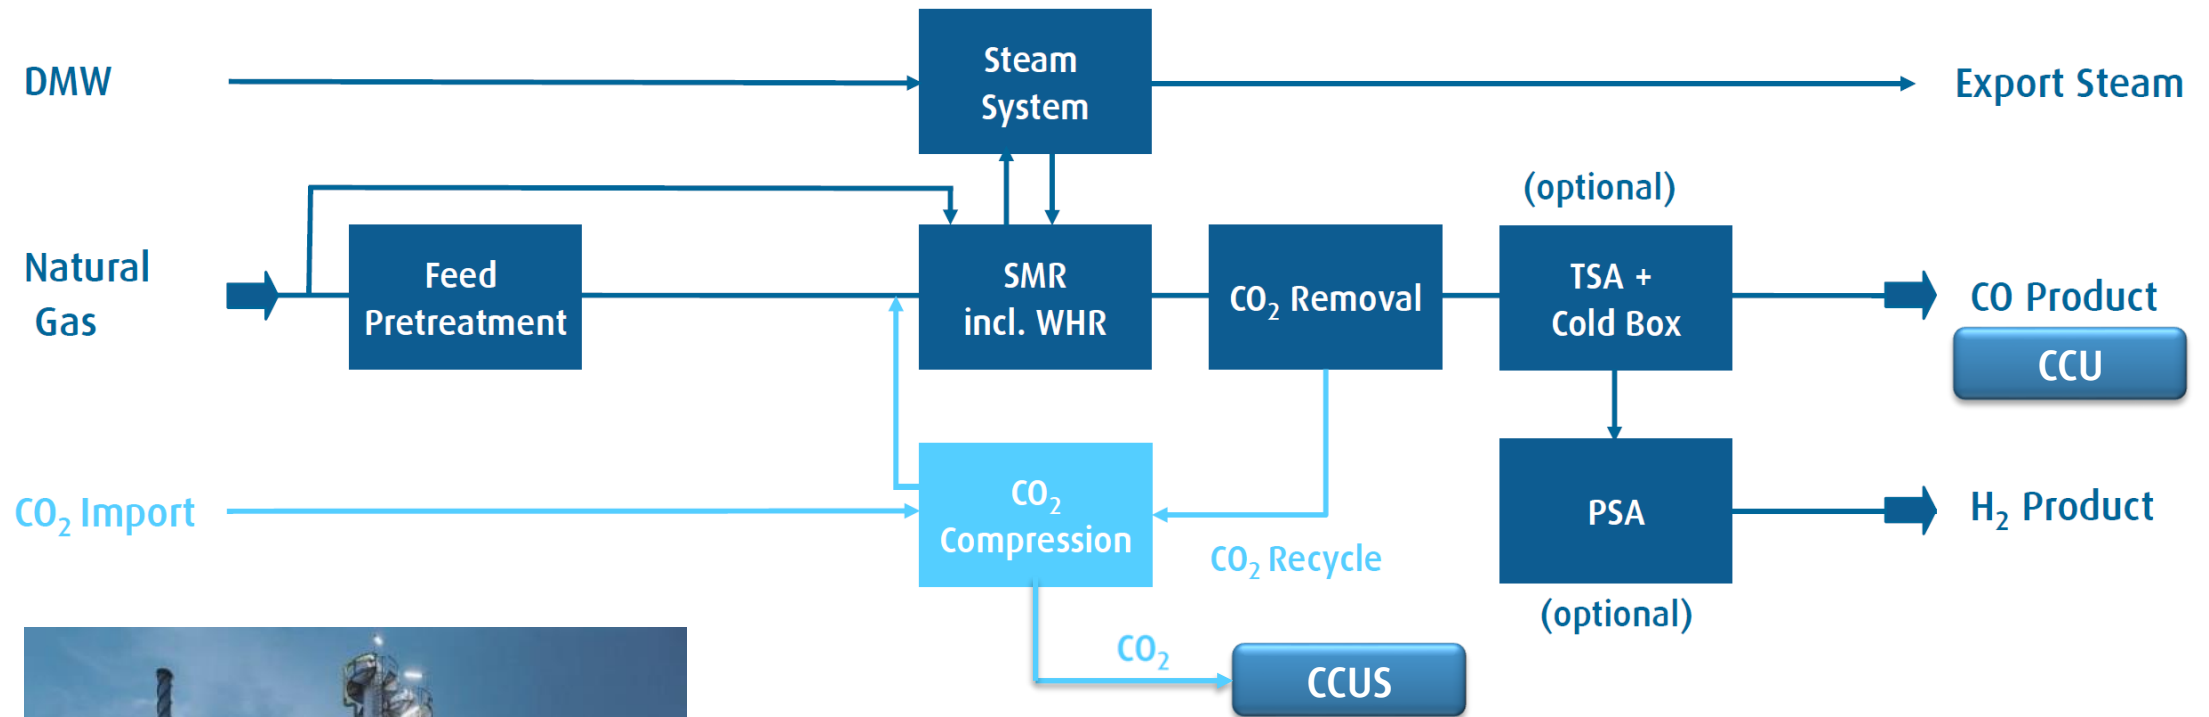 Steam
System
DMW
Export Steam
(optional)
Natural
Gas
Feed
Pretreatment
SMR
incl. WHR
CO₂ Removal
TSA +
Cold Box
CO Product
CCU
CO₂ Import
CO₂
Compression
CO₂ Recycle
PSA
H₂ Product
(optional)
CO₂
CCUS